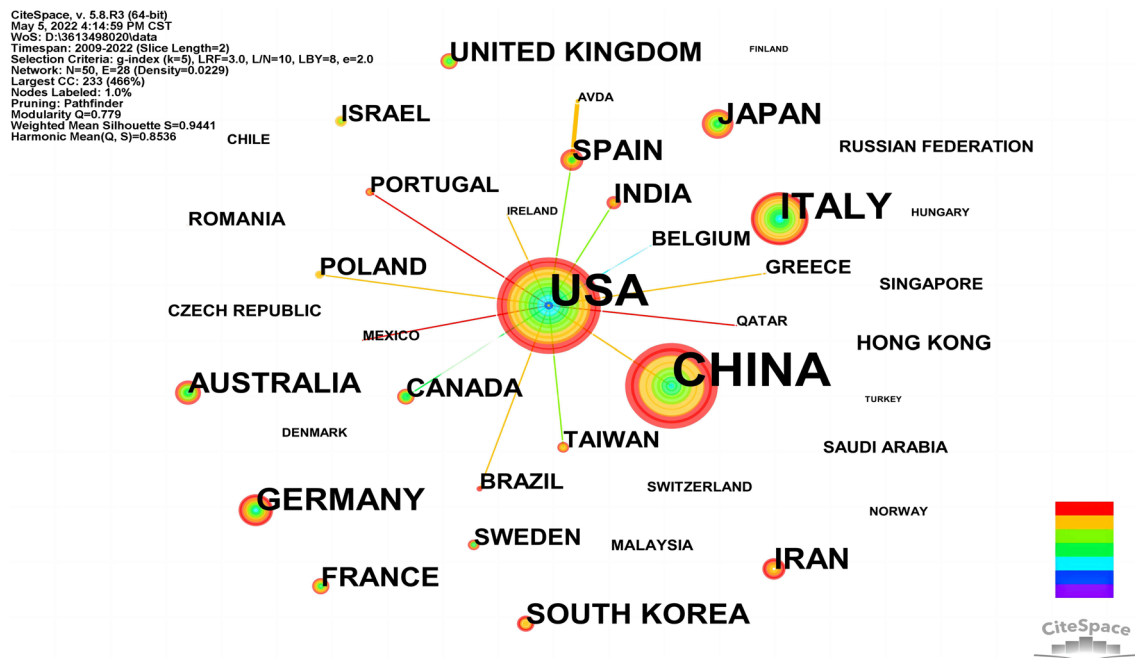 CiteSpace, v. 5.8.R3 (64-bit)
May 5, 2022 4:14:59 PM CST
WoS: D:\3613498020\data
Timespan: 2009-2022 (Slice Length=2)
Selection Criteria: g-index (k=5), LRF=3.0, L/N=10, LBY=8, e=2.0
Network: N=50, E=28 (Density=0.0229)
Largest CC: 233 (466%)
Nodes Labeled: 1.0%
Pruning: Pathfinder
Modularity Q=0.779
Weighted Mean Silhouette S=0.9441
Harmonic Mean(Q, S)=0.8536
UNITED KINGDOM
FINLAND
AVDA
ISRAEL
JAPAN
CHILE
SPAIN
RUSSIAN FEDERATION
PORTUGAL
INDIA
ITALY
ROMANIA
IRELAND
HUNGARY
BELGIUM
POLAND
GREECE
USA
SINGAPORE
CZECH REPUBLIC
QATAR
MEXICO
HONG KONG
CHINA
AUSTRALIA
CANADA
TURKEY
DENMARK
TAIWAN
SAUDI ARABIA
BRAZIL
SWITZERLAND
GERMANY
NORWAY
SWEDEN
MALAYSIA
IRAN
FRANCE
SOUTH KOREA
CiteSpace